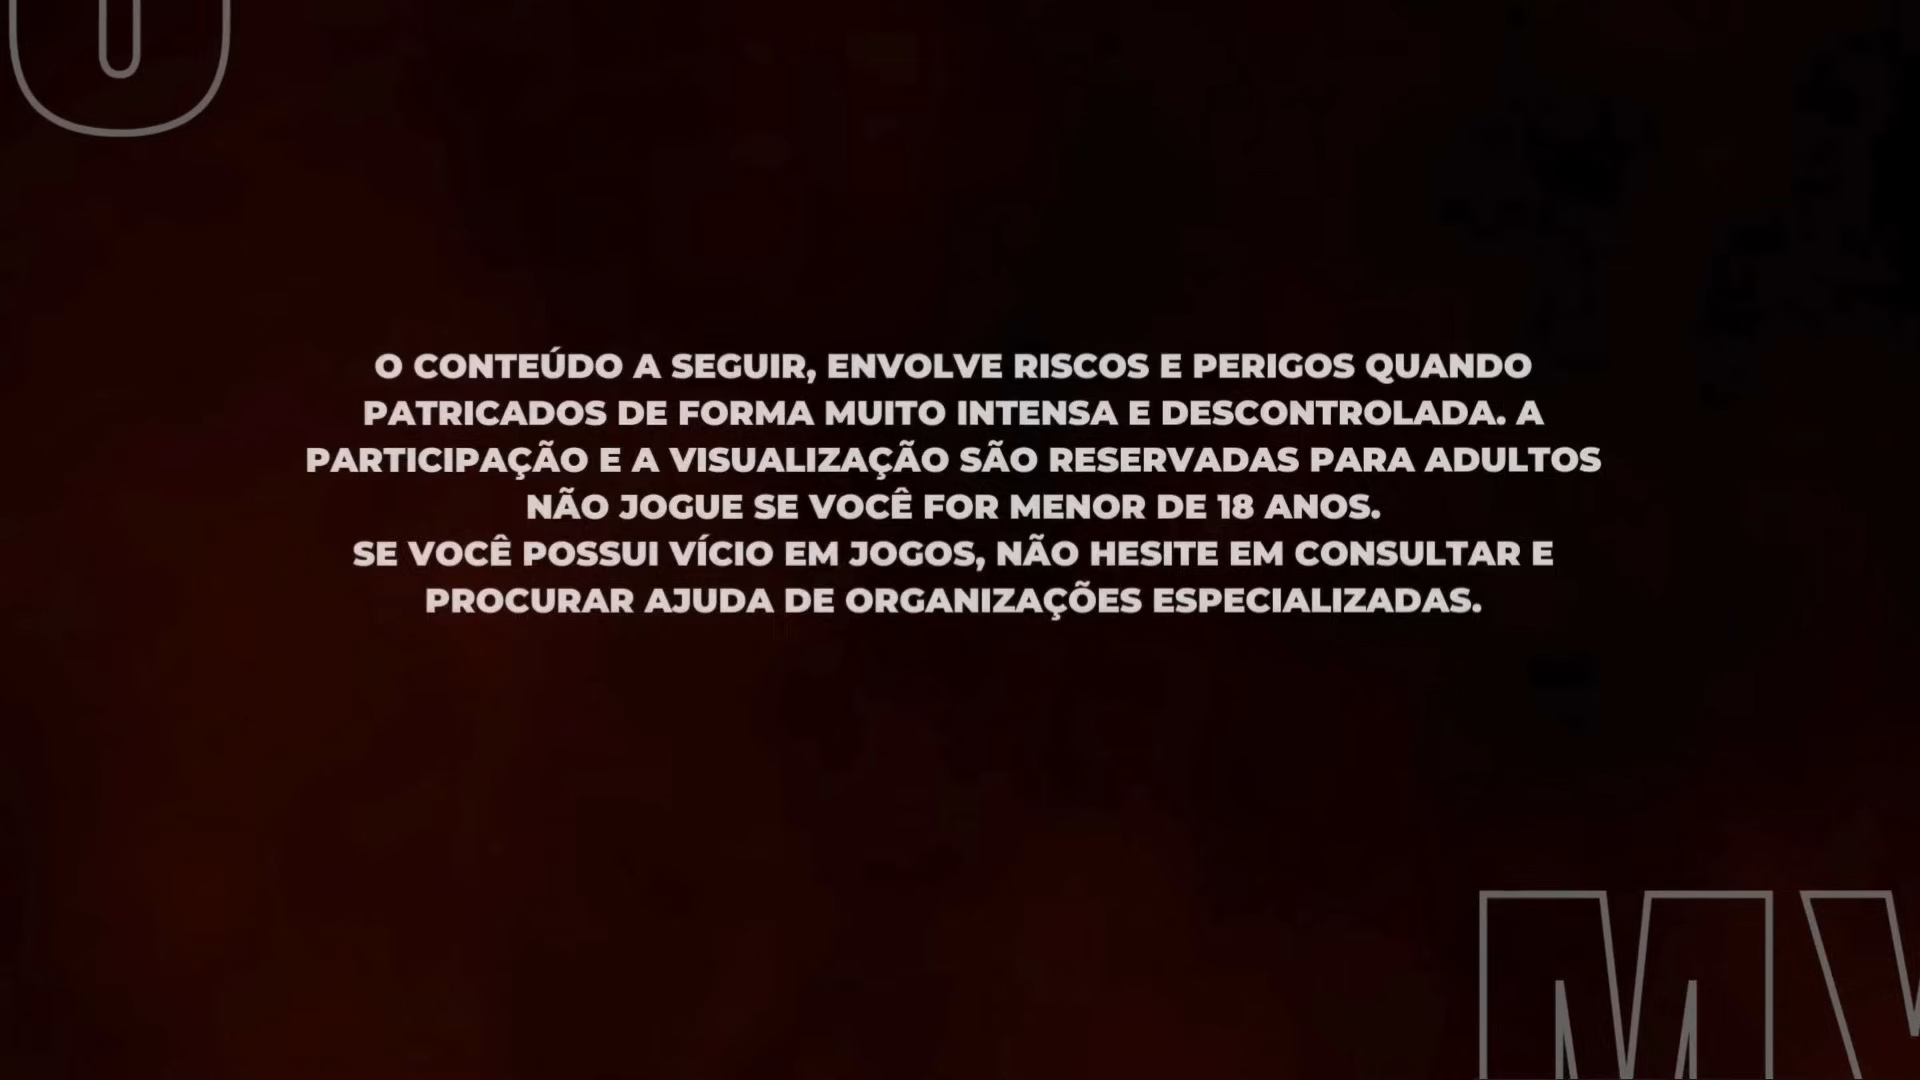 O CONTEÚDO A SEGUIR, ENVOLVE RISCOS E PERIGOS QUANDO
PATRICADOS DE FORMA MUITO INTENSA E DESCONTROLADA. A
PARTICIPAÇÃO E A VISUALIZAÇÃO SÃO RESERVADAS PARA ADULTOS
NÃO JOGUE SE VOCÊ FOR MENOR DE 18 ANOS.
SE VOCÊ POSSUI VÍCIO EM JOGOS, NÃO HESITE EM CONSULTAR E
PROCURAR AJUDA DE ORGANIZAÇÕES ESPECIALIZADAS.